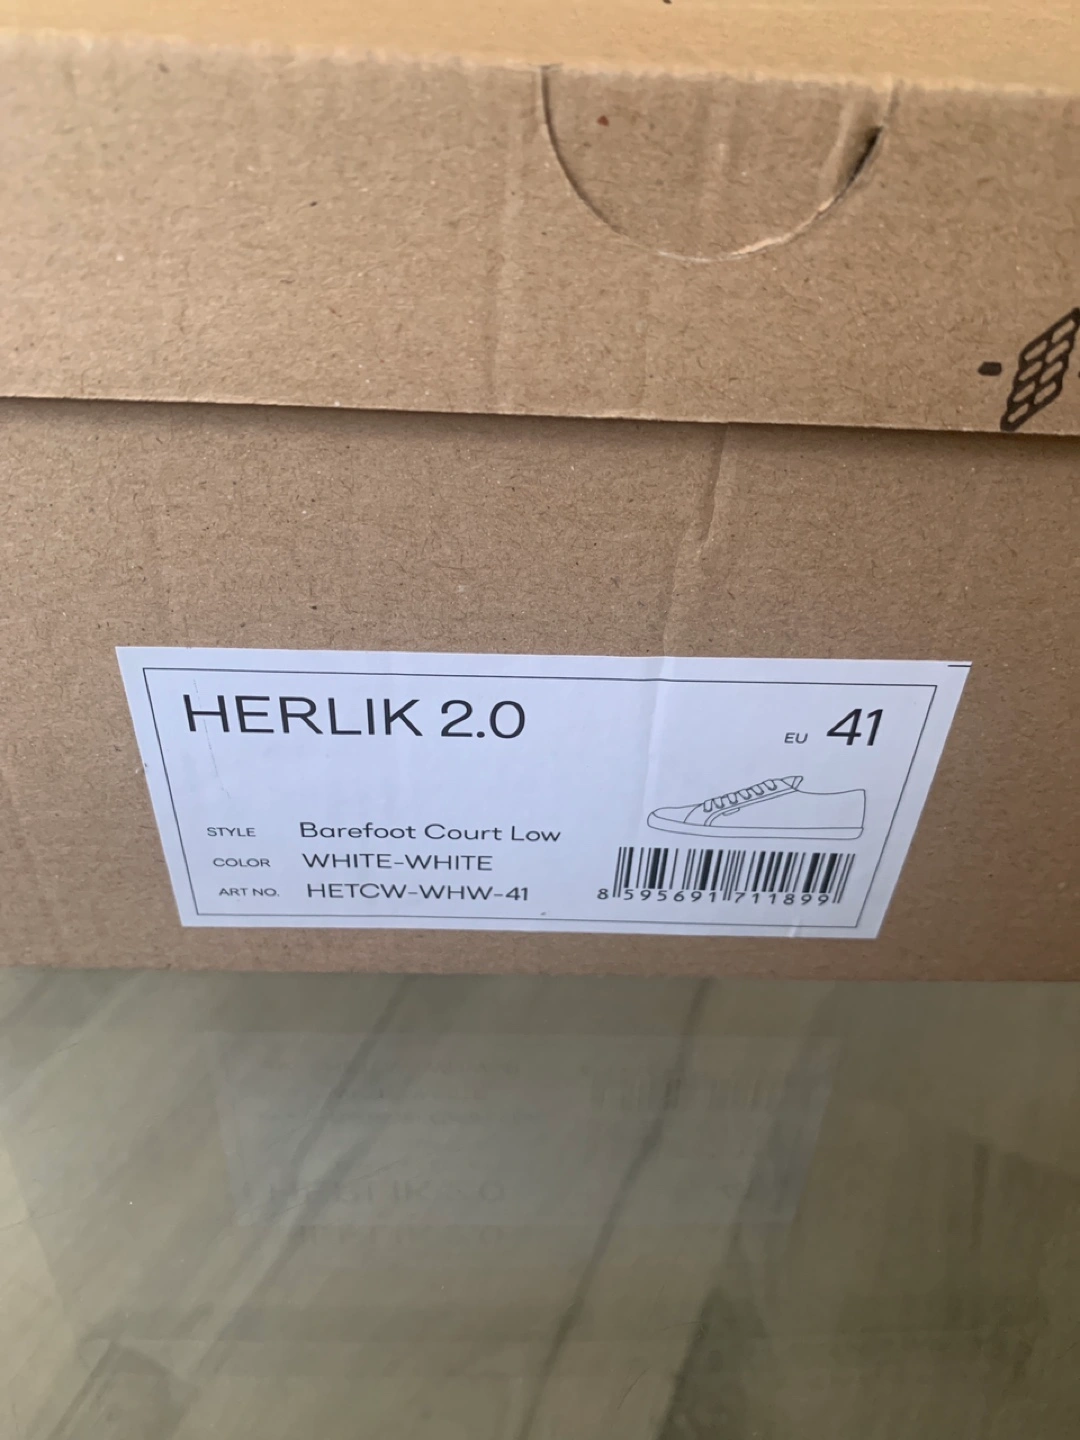 HERLIK 2.0
EU 41
STYLE Barefoot Court Low
COLOR WHITE-WHITE
ART NO. HETCW-WHW-41
8 595691 711899